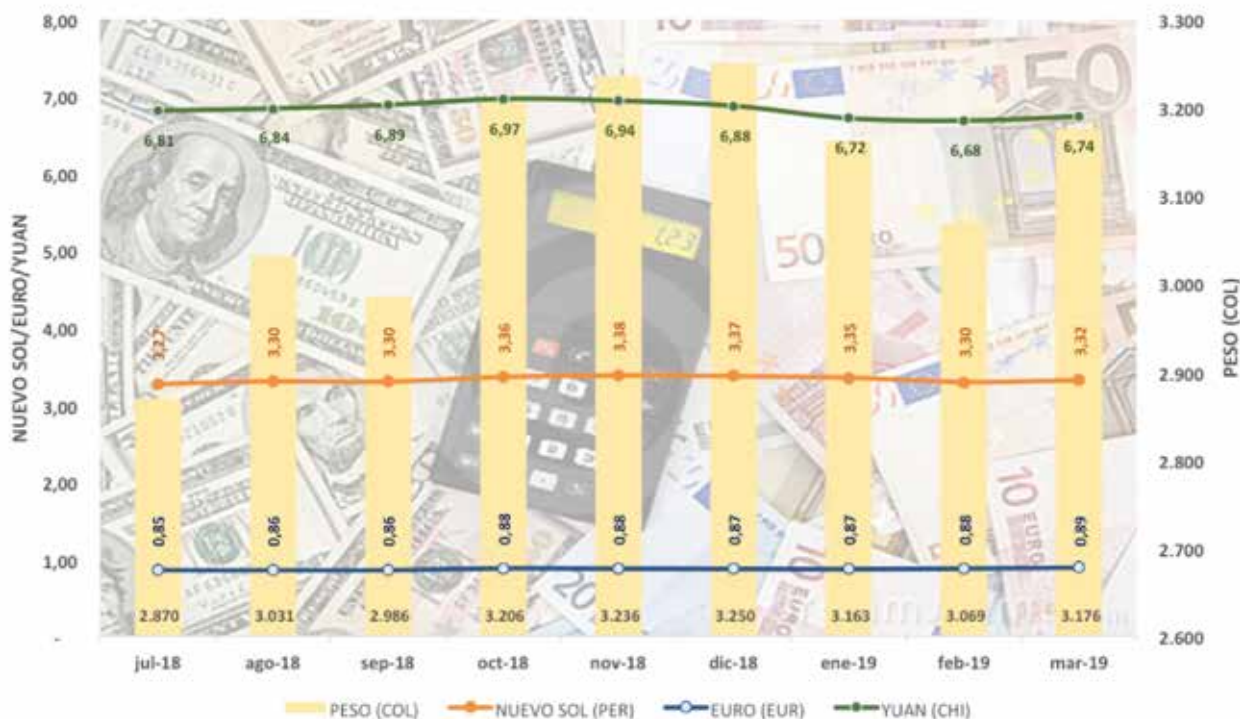 8,00
7,00
6,00
5,00
4,00
3,00
2,00
1,00
-
NUEVO SOL/EURO/YUAN
3.300
3.200
3.100
3.000
2.900
2.800
2.700
2.600
PESO (COL)
6,81 6,84 6,89 6,97 6,94 6,88 6,72 6,68 6,74
3,27 3,30 3,30 3,36 3,38 3,37 3,35 3,30 3,32
0,85 0,86 0,86 0,88 0,88 0,87 0,87 0,88 0,89
3.870 3.031 2.986 3.206 3.236 3.250 3.163 3.069 3.176
jul-18 ago-18 sep-18 oct-18 nov-18 dic-18 ene-19 feb-19 mar-19
PESO (COL) NUEVO SOL (PER) EURO (EUR) YUAN (CHI)